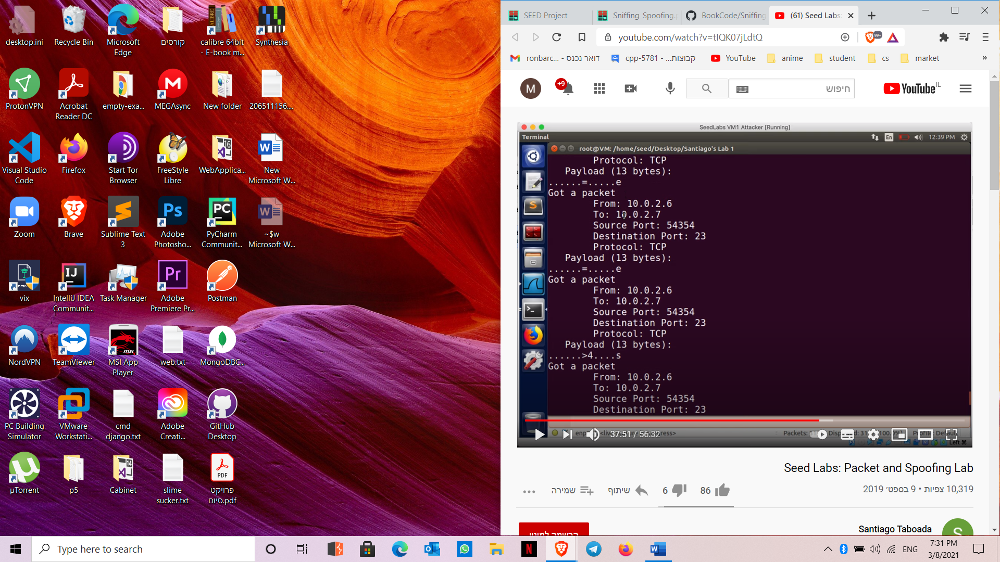 desktop.ini
Recycle Bin
Microsoft
Edge
קורסים
calibre 64bit
- E-book m...
Synthesia
ProtonVPN
Acrobat
Reader DC
empty-exa...
MEGAsync
New folder
206511156....
Visual Studio
Code
Firefox
Start Tor
Browser
FreeStyle
Libre
WebApplica...
New
Microsoft W...
Zoom
Brave
Sublime Text
3
Adobe
Photosho...
PyCharm
Communit...
~$w
Microsoft W...
vix
IntelliJ IDEA
Communit...
Task Manager
Adobe
Premiere Pr...
Postman
NordVPN
TeamViewer
MSI App
Player
web.txt
MongoDBC...
PC Building
Simulator
VMware
Workstati...
cmd
django.txt
Adobe
Creati...
GitHub
Desktop
µTorrent
p5
Cabinet
slime
sucker.txt
פרויקט
סיום.pdf
SEED Project
Sniffing_Spoofing.p
BookCode/Sniffing
(61) Seed Labs:
youtube.com/watch?v=tIQK07jLdtQ
99+
ronbarc... - דואר נכנס
cpp-5781 - ...קבוצות
YouTube
anime
student
cs
market
»
M
+9
חיפוש
YouTube IL
SeedLabs VM1 Attacker [Running]
Terminal
En
12:39 PM
root@VM: /home/seed/Desktop/Santiago's Lab 1
Protocol: TCP
Payload (13 bytes):
......=.....e
Got a packet
From: 10.0.2.6
To: 10.0.2.7
Source Port: 54354
Destination Port: 23
Protocol: TCP
Payload (13 bytes):
......=.....e
Got a packet
From: 10.0.2.6
To: 10.0.2.7
Source Port: 54354
Destination Port: 23
Protocol: TCP
Payload (13 bytes):
......>4....s
Got a packet
From: 10.0.2.6
To: 10.0.2.7
Source Port: 54354
Destination Port: 23
37:51 / 56:32
Left ⌘
Seed Labs: Packet and Spoofing Lab
10,319 צפיות • 9 בספט׳ 2019
86
6
שיתוף
שמירה
Santiago Taboada
S
Type here to search
ENG
7:31 PM
3/8/2021